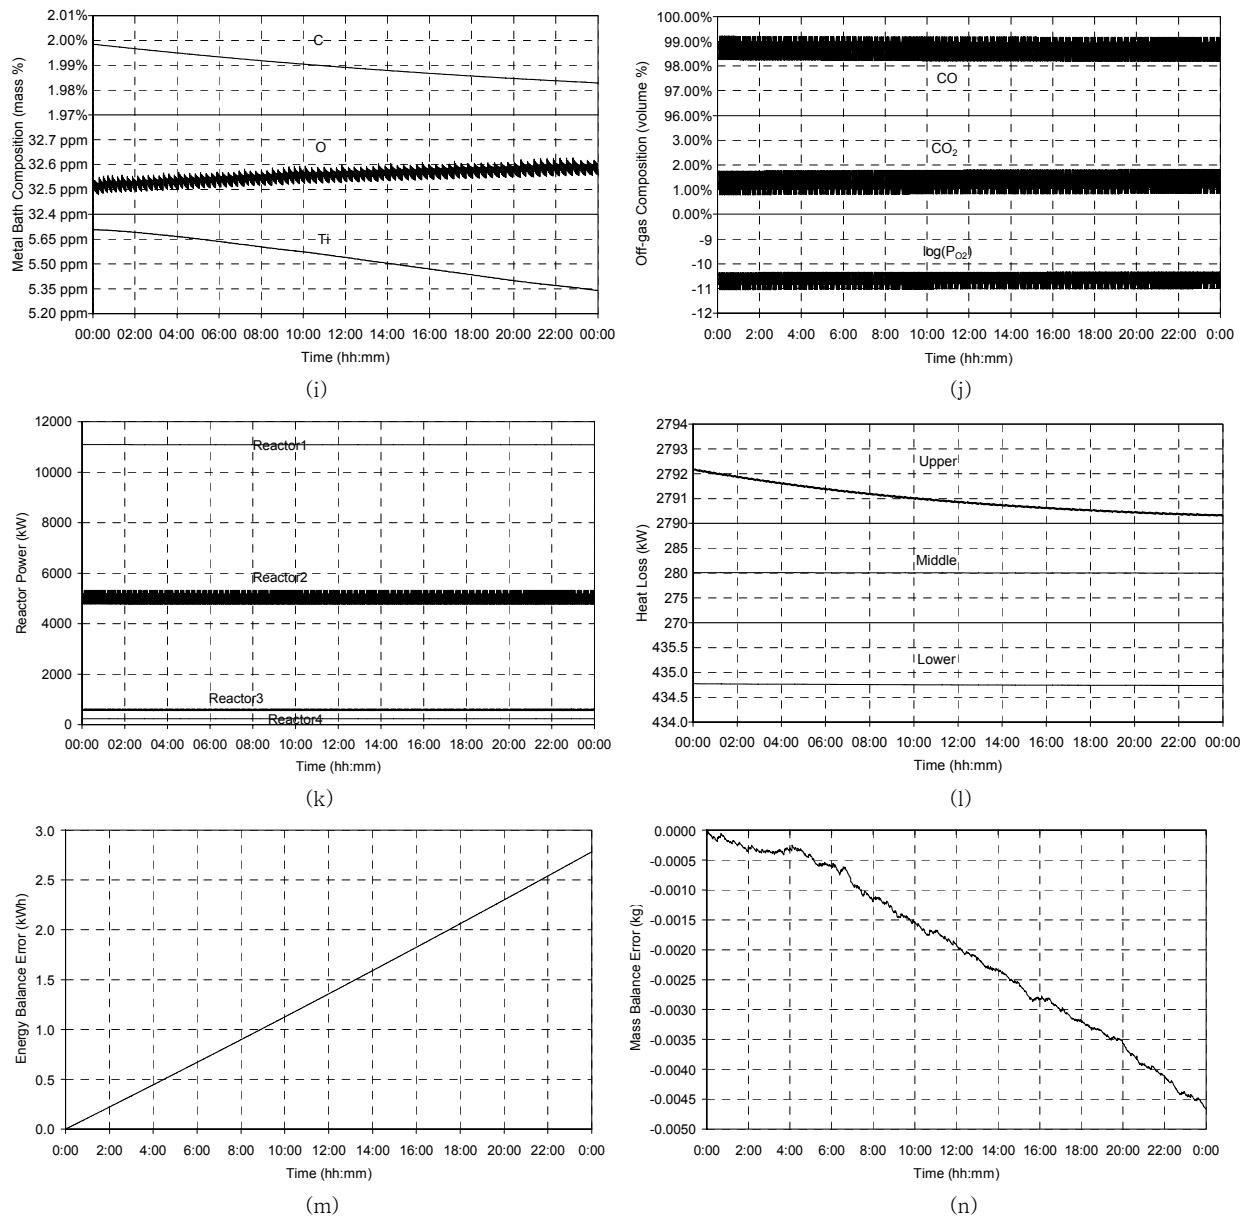 2.01%
2.00%
1.99%
1.98%
1.97%
32.7 ppm
32.6 ppm
32.5 ppm
32.4 ppm
5.65 ppm
5.50 ppm
5.35 ppm
5.20 ppm
Metal Bath Composition (mass %)
C
O
Ti
00:00 02:00 04:00 06:00 08:00 10:00 12:00 14:00 16:00 18:00 20:00 22:00 00:00
Time (hh:mm)
(i)
100.00%
99.00%
98.00%
97.00%
96.00%
3.00%
2.00%
1.00%
0.00%
-9
-10
-11
-12
Off-gas Composition (volume %)
CO
CO2
log(PO2)
0:00 02:00 04:00 06:00 08:00 10:00 12:00 14:00 16:00 18:00 20:00 22:00 0:00
Time (hh:mm)
(j)
12000
10000
8000
6000
4000
2000
0
Reactor Power (kW)
Reactor1
Reactor2
Reactor3
Reactor4
00:00 02:00 04:00 06:00 08:00 10:00 12:00 14:00 16:00 18:00 20:00 22:00 00:00
Time (hh:mm)
(k)
2794
2793
2792
2791
2790
285
280
275
270
435.5
435.0
434.5
434.0
Heat Loss (kW)
Upper
Middle
Lower
00:00 02:00 04:00 06:00 08:00 10:00 12:00 14:00 16:00 18:00 20:00 22:00 00:00
Time (hh:mm)
(l)
3.0
2.5
2.0
1.5
1.0
0.5
0.0
Energy Balance Error (kWh)
0:00 2:00 4:00 6:00 8:00 10:00 12:00 14:00 16:00 18:00 20:00 22:00 0:00
Time (hh:mm)
(m)
0.0000
-0.0005
-0.0010
-0.0015
-0.0020
-0.0025
-0.0030
-0.0035
-0.0040
-0.0045
-0.0050
Mass Balance Error (kg)
0:00 2:00 4:00 6:00 8:00 10:00 12:00 14:00 16:00 18:00 20:00 22:00 0:00
Time (hh:mm)
(n)